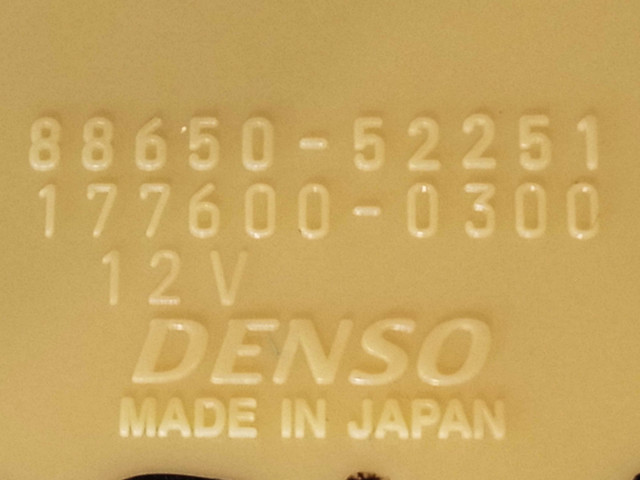 88650-52251
177600-0300
12V
DENSO
MADE IN JAPAN